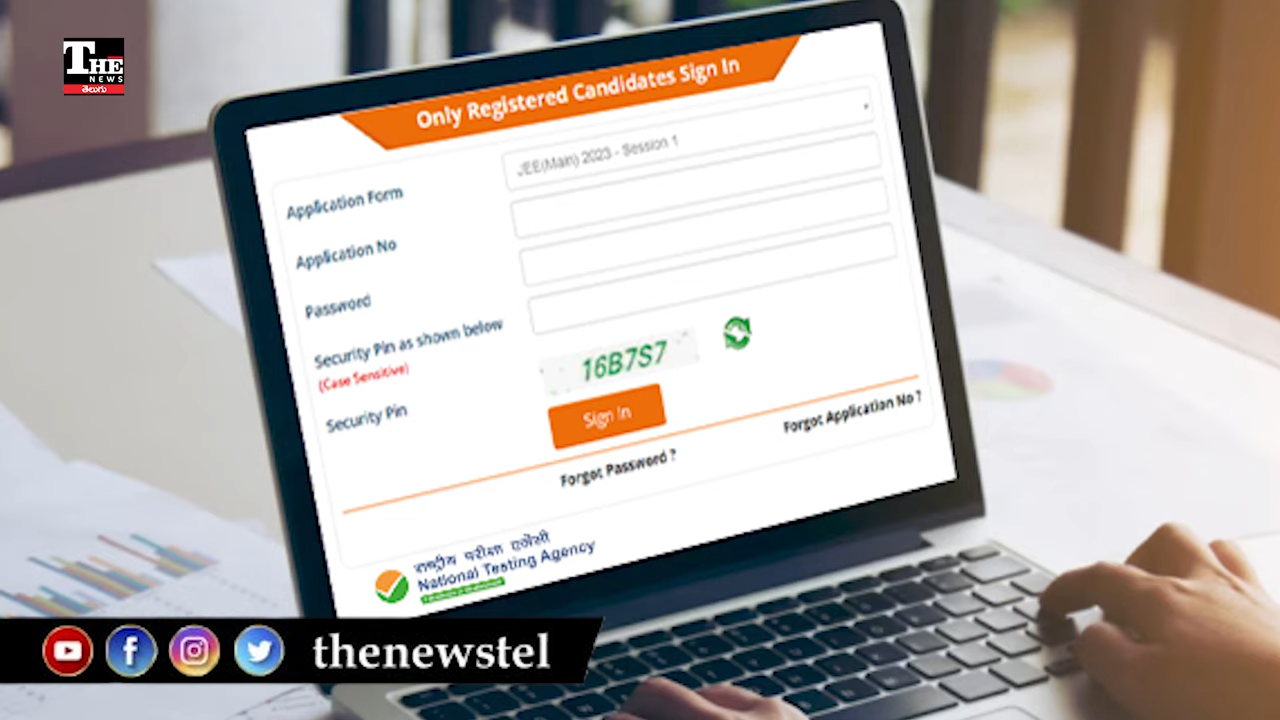 THE
NEWS
తెలుగు
Only Registered Candidates Sign In
Application Form
JEE(Main) 2023 - Session 1
Application No
Password
Security Pin as shown below
(Case Sensitive)
16B7S7
Security Pin
Sign In
Forgot Application No ?
Forgot Password ?
राष्ट्रीय परीक्षा एजेंसी
National Testing Agency
thenewstel